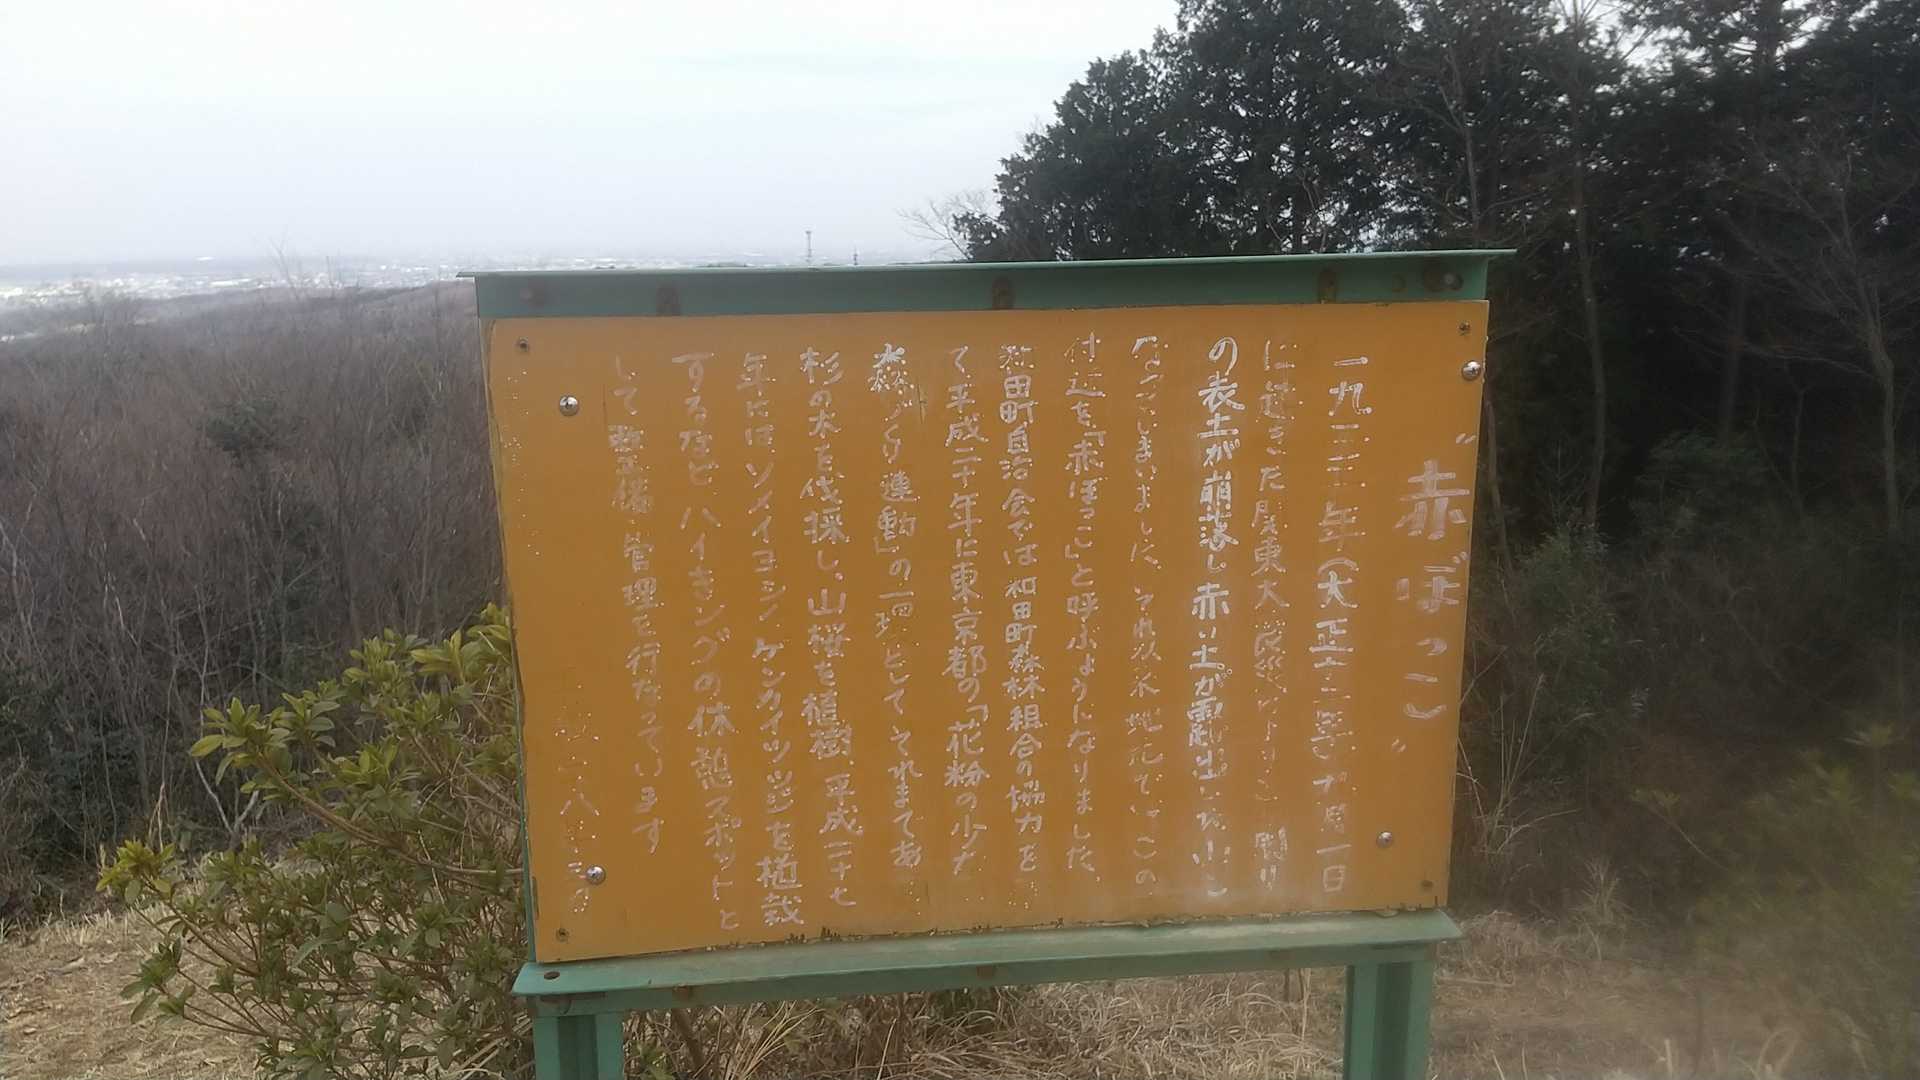 "赤ぼっこ"
一九二三年(大正十二年)九月一日
に起きた関東大震災により、
の表土が崩落し赤い土が露出した山と
なってしまいました。それ以来地元でこの
付近を「赤ぼっこ」と呼ぶようになりました。
和田町自治会では和田町森林組合の協力を
て平成二十年に東京都の「花粉の少な
森づくり運動」の一環としてそれまであ
杉の木を伐採し、山桜を植樹、平成二十七
年にはソメイヨシノ、ゲンカイツツジを植栽
するなどハイキングの休憩スポットと
して整備・管理を行なっています